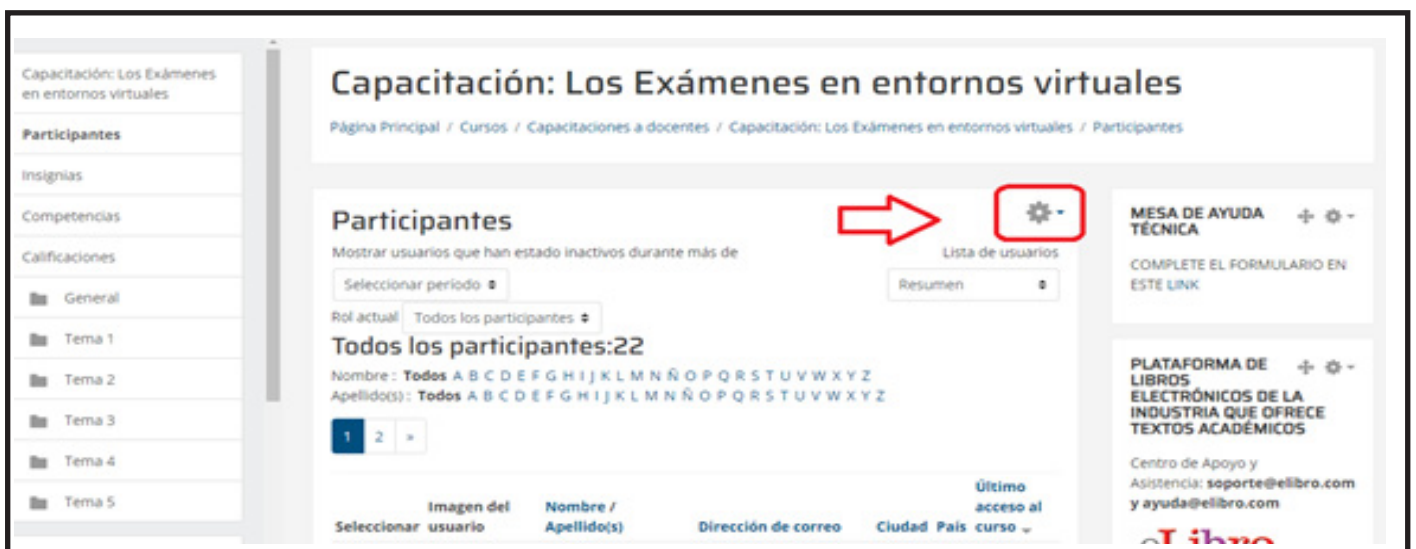 Capacitación: Los Exámenes
en entornos virtuales
Participantes
Insignias
Competencias
Calificaciones
General
Tema 1
Tema 2
Tema 3
Tema 4
Tema 5
Capacitación: Los Exámenes en entornos virtuales
Página Principal / Cursos / Capacitaciones a docentes / Capacitación: Los Exámenes en entornos virtuales / Participantes
Participantes
Mostrar usuarios que han estado inactivos durante más de
Lista de usuarios
Seleccionar período
Resumen
Rol actual Todos los participantes
Todos los participantes:22
Nombre : Todos A B C D E F G H I J K L M N Ñ O P Q R S T U V W X Y Z
Apellido(s) : Todos A B C D E F G H I J K L M N Ñ O P Q R S T U V W X Y Z
1 2 »
Seleccionar
Imagen del
usuario
Nombre /
Apellido(s)
Dirección de correo
Ciudad
País
Último
acceso al
curso
MESA DE AYUDA
TÉCNICA
COMPLETE EL FORMULARIO EN
ESTE LINK
PLATAFORMA DE
LIBROS
ELECTRÓNICOS DE LA
INDUSTRIA QUE OFRECE
TEXTOS ACADÉMICOS
Centro de Apoyo y
Asistencia: soporte@elibro.com
y ayuda@elibro.com
eLibro